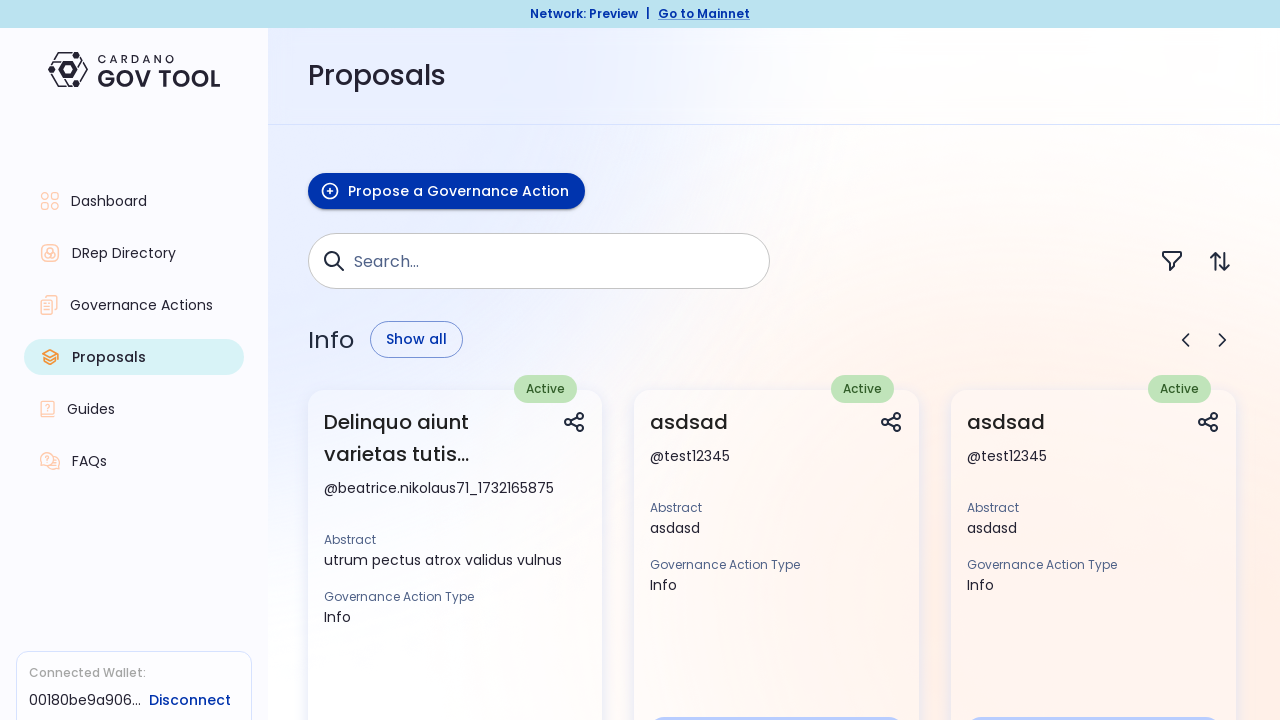 Network: Preview | Go to Mainnet
CARDANO
GOV TOOL
Proposals
Dashboard
DRep Directory
Governance Actions
Proposals
Guides
FAQs
Connected Wallet:
00180be9a906... Disconnect
Propose a Governance Action
Search...
Info Show all
Active
Delinquo aiunt
varietas tutis...
@beatrice.nikolaus71_1732165875
Abstract
utrum pectus atrox validus vulnus
Governance Action Type
Info
Active
asdsad
@test12345
Abstract
asdasd
Governance Action Type
Info
Active
asdsad
@test12345
Abstract
asdasd
Governance Action Type
Info